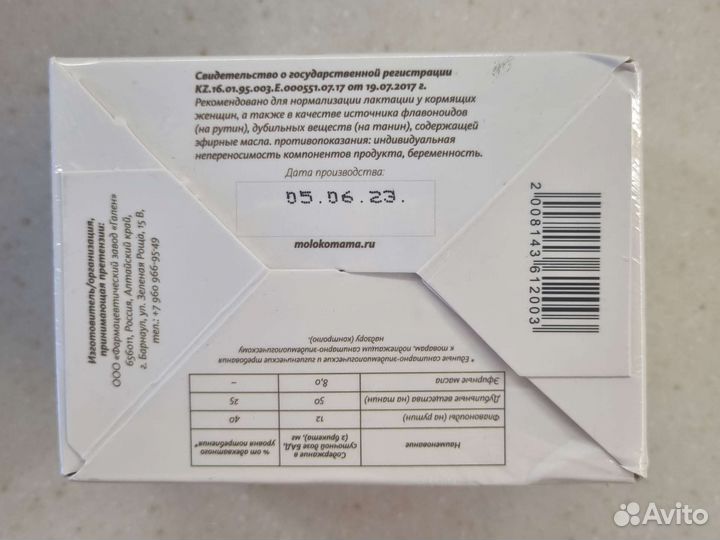 Свидетельство о государственной регистрации
KZ.16.01.95.003.Е.000551.07.17 от 19.07.2017 г.
Рекомендовано для нормализации лактации у кормящих
женщин, а также в качестве источника флавоноидов
(на рутин), дубильных веществ (на танин), содержащей
эфирные масла. противопоказания: индивидуальная
непереносимость компонентов продукта, беременность.
Дата производства:
05.06.23.
molokomama.ru
Изготовитель/организация,
принимающая претензии:
ООО «Фармацевтический завод «Гален»
656011, Россия, Алтайский край,
г. Барнаул, ул. Зеленая Роща, 15 В,
тел.: +7 960 966-95-49
2 008143 612003
Наименование
Содержание в суточной дозе БАД, (2 брикета), мг
% от адекватного уровня потребления*
Флавоноиды (на рутин) 12 40
Дубильные вещества (на танин) 50 25
Эфирные масла 8,0 –
* Единые санитарно-эпидемиологические и гигиенические требования
к товарам, подлежащим санитарно-эпидемиологическому
надзору (контролю).
Avito